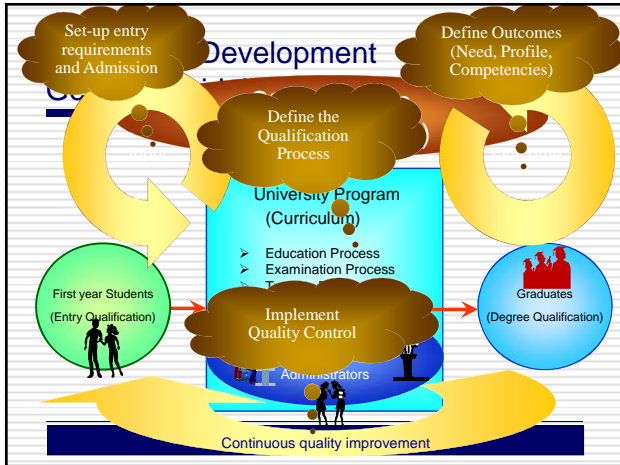 Set-up entry
requirements
and Admission
Development
Define Outcomes
(Need, Profile,
Competencies)
Define the
Qualification
Process
University Program
(Curriculum)
➢ Education Process
➢ Examination Process
First year Students
(Entry Qualification)
Implement
Quality Control
Graduates
(Degree Qualification)
Administrators
Continuous quality improvement